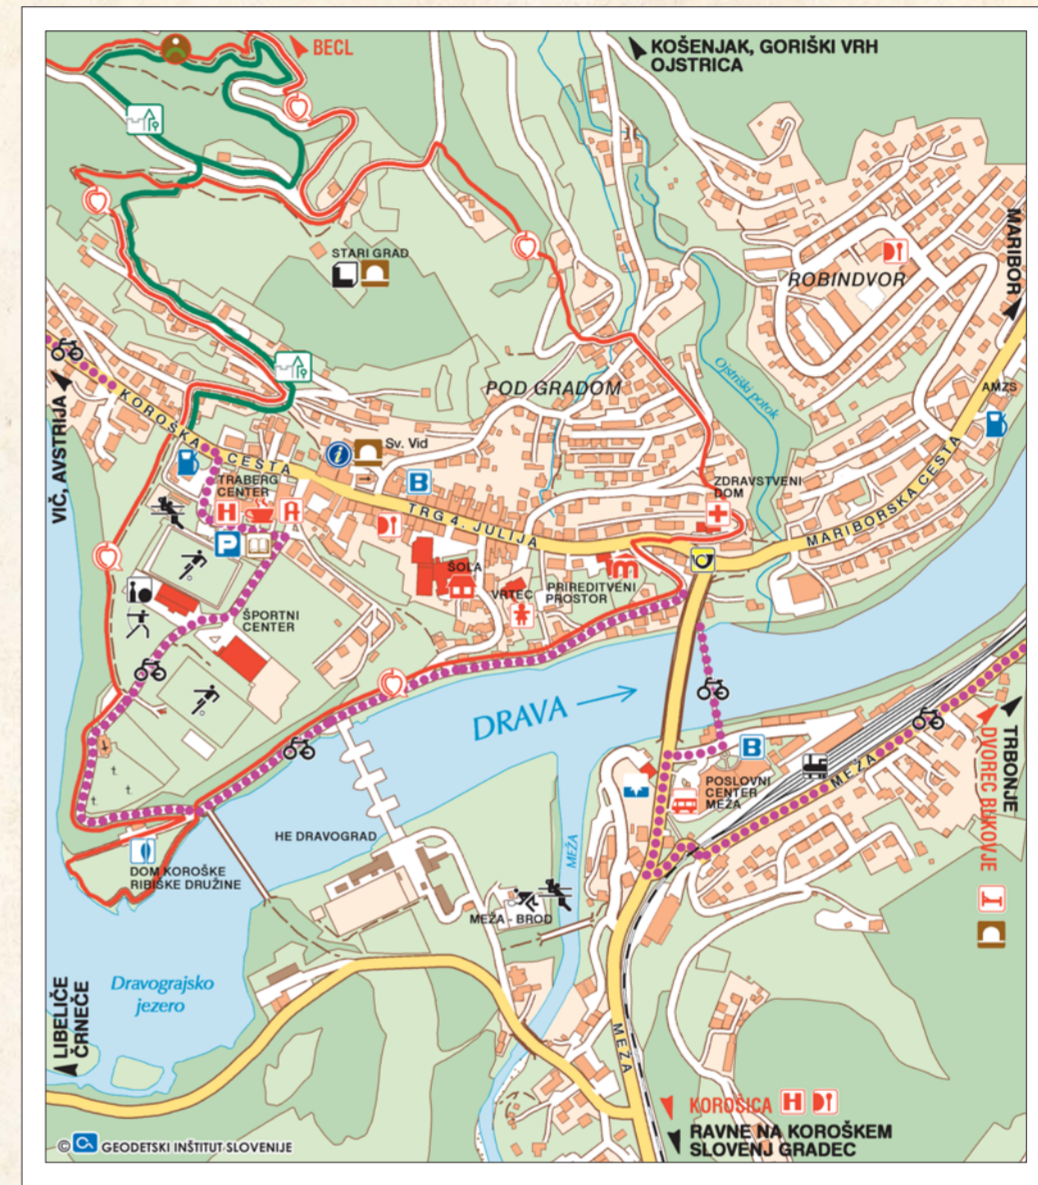 BECL
KOŠENJAK, GORIŠKI VRH
OJSTRICA
MARIBOR
STARI GRAD
ROBINDVOR
Ojstriški potok
POD GRADOM
AMZS
VIČ, AVSTRIJA
KOROŠKA CESTA
i
Sv. Vid
B
TRABERG
CENTER
H
A
P
TRG 4. JULIJA
ZDRAVSTVENI
DOM
MARIBORSKA CESTA
ŠOLA
VRTEC
PRIREDITVENI
PROSTOR
ŠPORTNI
CENTER
DRAVA
B
POSLOVNI
CENTER
MEŽA
MEŽA
TRBONJE
DVOREC BUKOVJE
HE DRAVOGRAD
MEŽA
DOM KOROŠKE
RIBIŠKE DRUŽINE
MEŽA - BROD
Dravograjsko
jezero
LIBELIČE
ČRNEČE
MEŽA
KOROŠICA H
RAVNE NA KOROŠKEM
SLOVENJ GRADEC
© GEODETSKI INŠTITUT SLOVENIJE